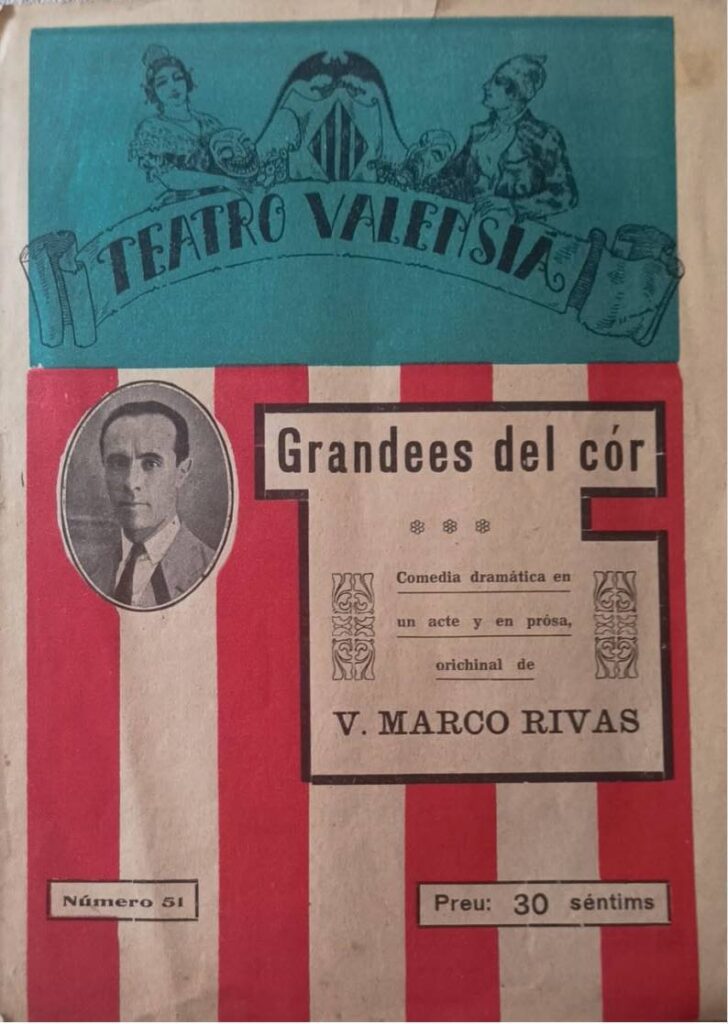 TEATRO VALENSIÁ
Grandees del cór
Comedia dramática en
un acte y en prósa,
orichinal de
V. MARCO RIVAS
Número 51
Preu: 30 séntims